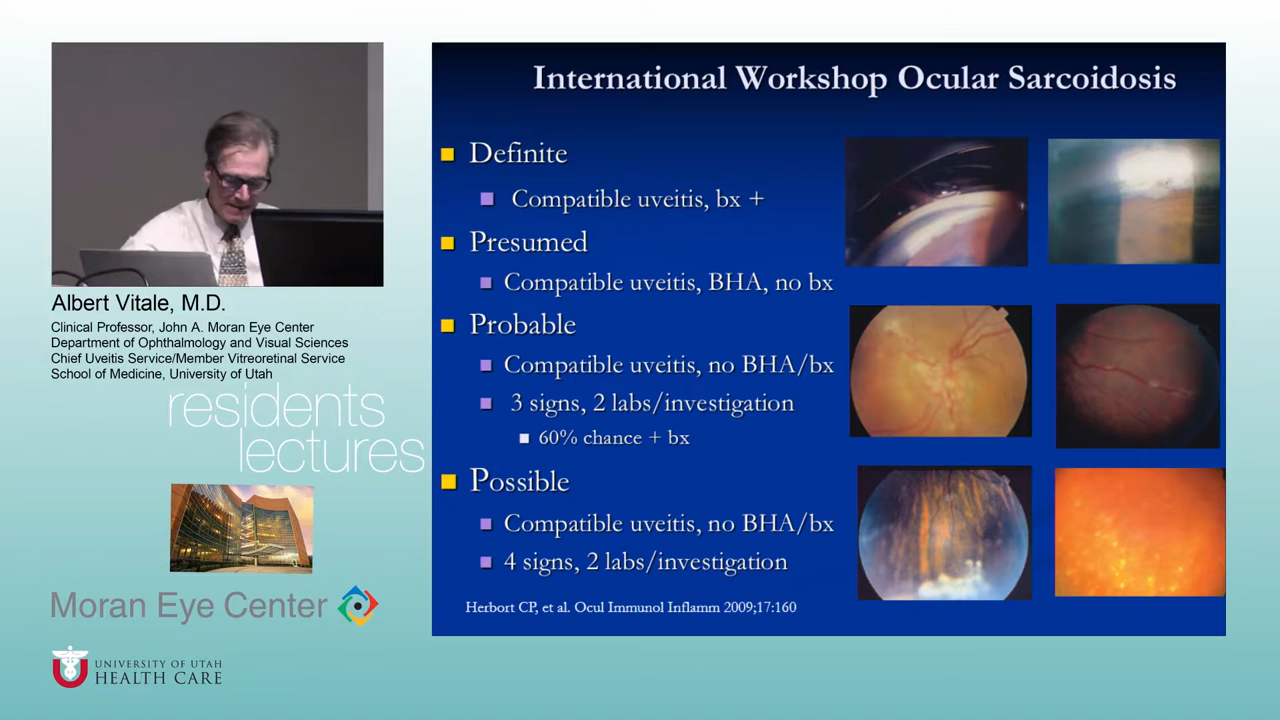 International Workshop Ocular Sarcoidosis
Definite
Compatible uveitis, bx +
Presumed
Compatible uveitis, BHA, no bx
Probable
Compatible uveitis, no BHA/bx
3 signs, 2 labs/investigation
60% chance + bx
Possible
Compatible uveitis, no BHA/bx
4 signs, 2 labs/investigation
Herbort CP, et al. Ocul Immunol Inflamm 2009;17:160
Albert Vitale, M.D.
Clinical Professor, John A. Moran Eye Center
Department of Ophthalmology and Visual Sciences
Chief Uveitis Service/Member Vitreoretinal Service
School of Medicine, University of Utah
residents
lectures
Moran Eye Center
UNIVERSITY OF UTAH
HEALTH CARE